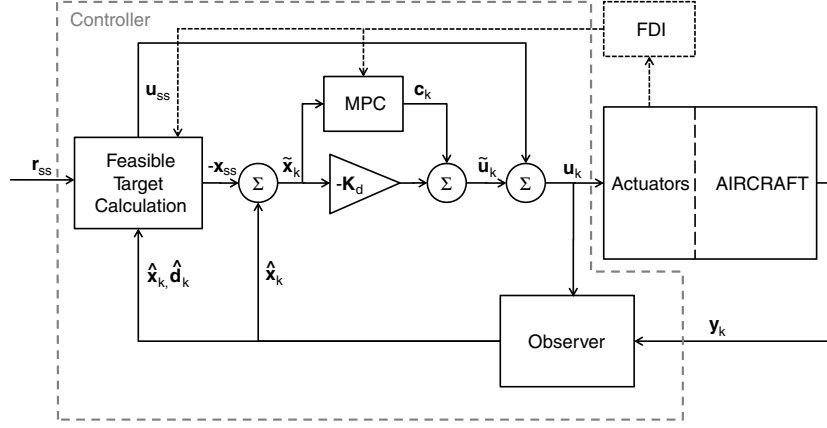 Controller
FDI
u_ss
MPC
c_k
r_ss
Feasible
Target
Calculation
-x_ss
Σ
x̃_k
-K_d
Σ
ũ_k
Σ
u_k
Actuators
AIRCRAFT
x̂_k, d̂_k
x̂_k
Observer
y_k